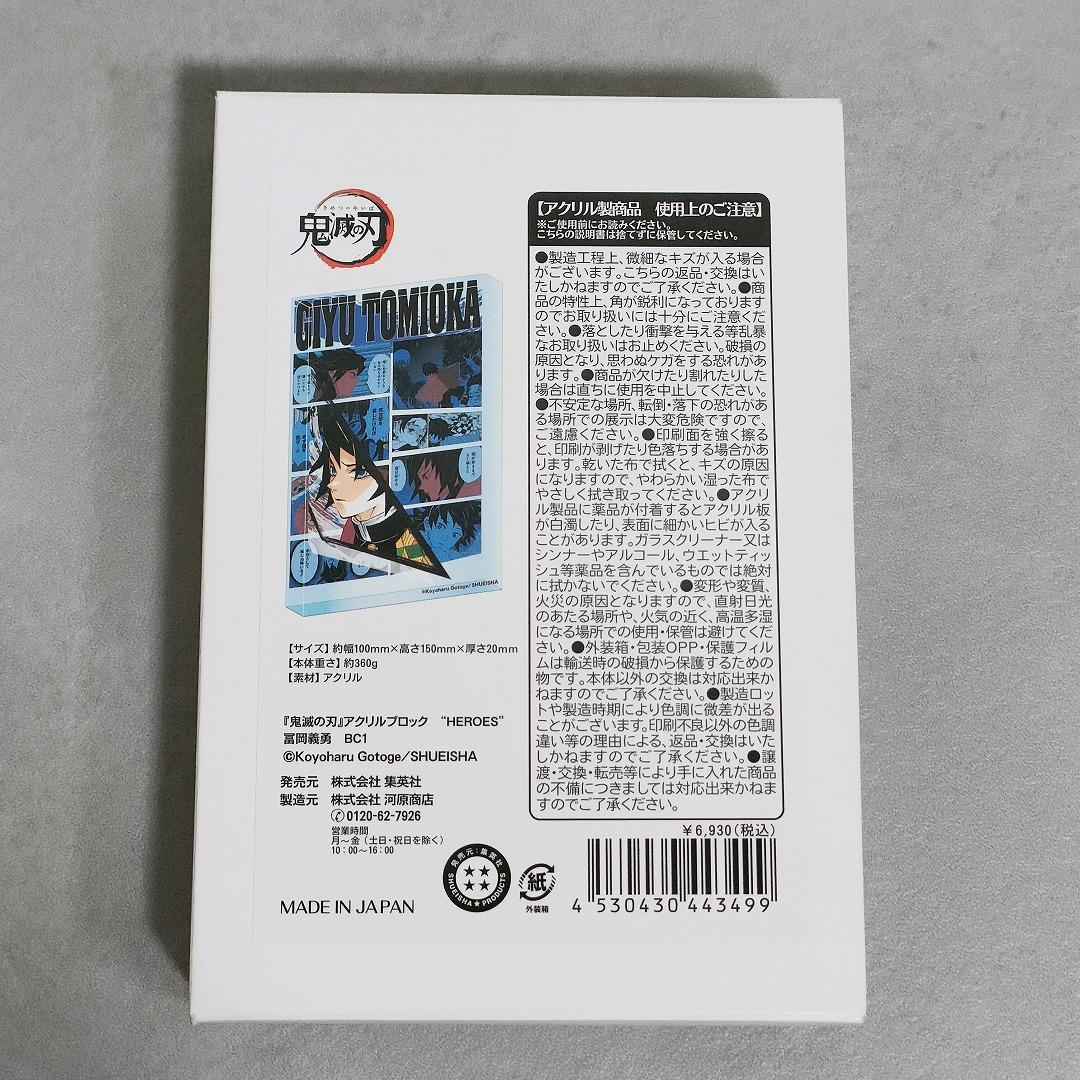 きめつのやいば
鬼滅の刃
GIYU TOMIOKA
©Koyoharu Gotoge/SHUEISHA
【サイズ】約幅100mm×高さ150mm×厚さ20mm
【本体重さ】約360g
【素材】アクリル
『鬼滅の刃』アクリルブロック “HEROES”
冨岡義勇 BC1
©Koyoharu Gotoge/SHUEISHA
発売元 株式会社 集英社
製造元 株式会社 河原商店
0120-62-7926
営業時間
月〜金（土日・祝日を除く）
10：00〜16：00
MADE IN JAPAN
【アクリル製商品 使用上のご注意】
※ご使用前にお読みください。
こちらの説明書は捨てずに保管してください。
●製造工程上、微細なキズが入る場合
がございます。こちらの返品・交換はい
たしかねますのでご了承ください。●商
品の特性上、角が鋭利になっております
のでお取り扱いには十分にご注意くだ
さい。●落としたり衝撃を与える等乱暴
なお取り扱いはお止めください。破損の
原因となり、思わぬケガをする恐れがあ
ります。●商品が欠けたり割れたりした
場合は直ちに使用を中止してください。
●不安定な場所、転倒・落下の恐れがあ
る場所での展示は大変危険ですので、
ご遠慮ください。●印刷面を強く擦る
と、印刷が剥げたり色落ちする場合があ
ります。乾いた布で拭くと、キズの原因
になりますので、やわらかい湿った布で
やさしく拭き取ってください。●アクリ
ル製品に薬品が付着するとアクリル板
が白濁したり、表面に細かいヒビが入る
ことがあります。ガラスクリーナー又は
シンナーやアルコール、ウエットティッ
シュ等薬品を含んでいるものでは絶対
に拭かないでください。●変形や変質、
火災の原因となりますので、直射日光
のあたる場所や、火気の近く、高温多湿
になる場所での使用・保管は避けてくだ
さい。●外装箱・包装OPP・保護フィル
ムは輸送時の破損から保護するための
物です。本体以外の交換は対応出来か
ねますのでご了承ください。●製造ロッ
トや製造時期により色調に微差が出る
ことがございます。印刷不良以外の色調
違い等の理由による、返品・交換はいた
しかねますのでご了承ください。●譲
渡・交換・転売等により手に入れた商品
の不備につきましては対応出来かねま
すのでご了承ください。
￥6,930（税込）
発売元：集英社
SHUEISHA★PRODUCTS
紙
外装箱
4 530430 443499